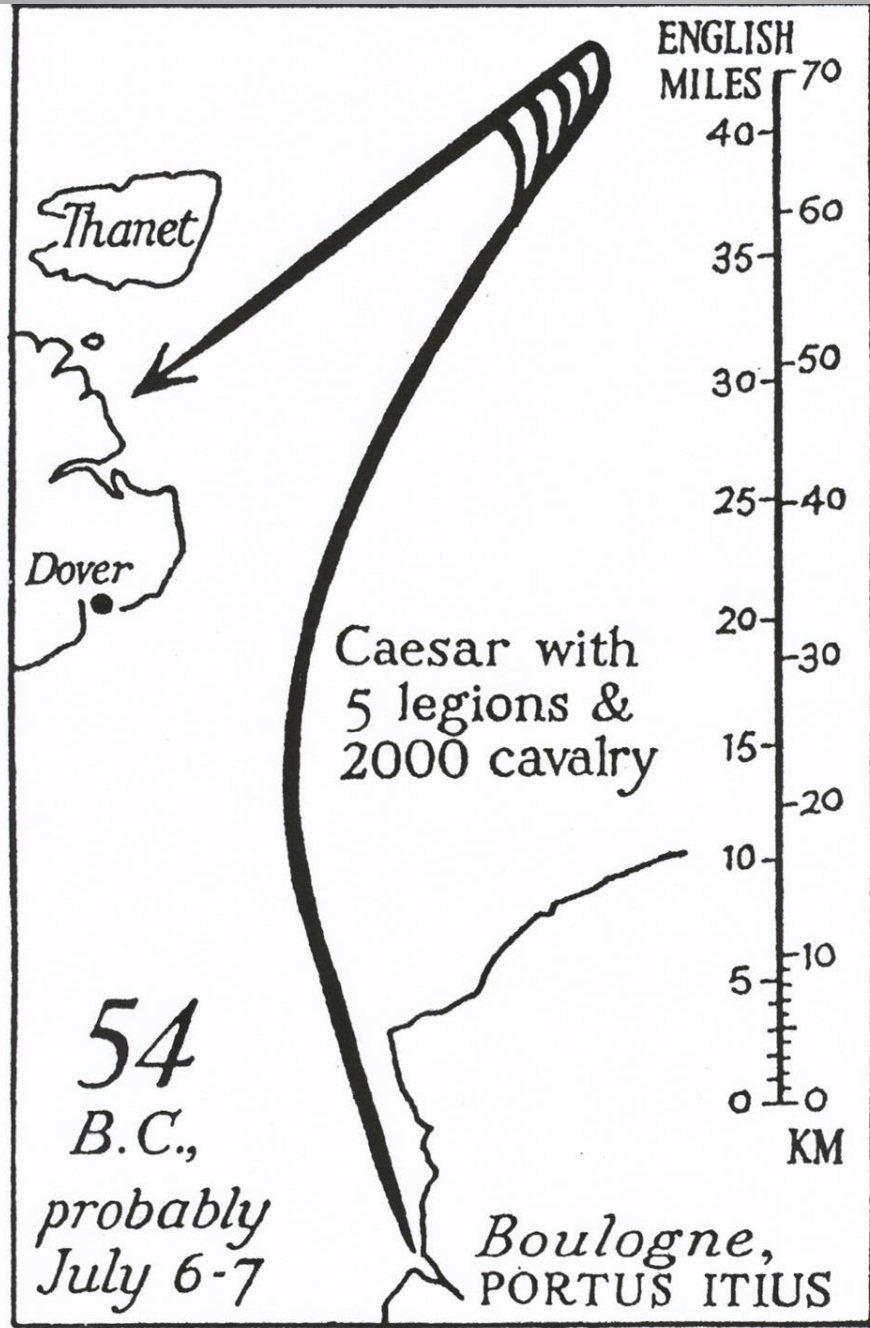 ENGLISH
MILES
70
40
60
35
50
30
25
40
20
30
15
20
10
10
5
0
0
KM
Thanet
Dover
Caesar with
5 legions &
2000 cavalry
54
B.C.,
probably
July 6-7
Boulogne,
PORTUS ITIUS